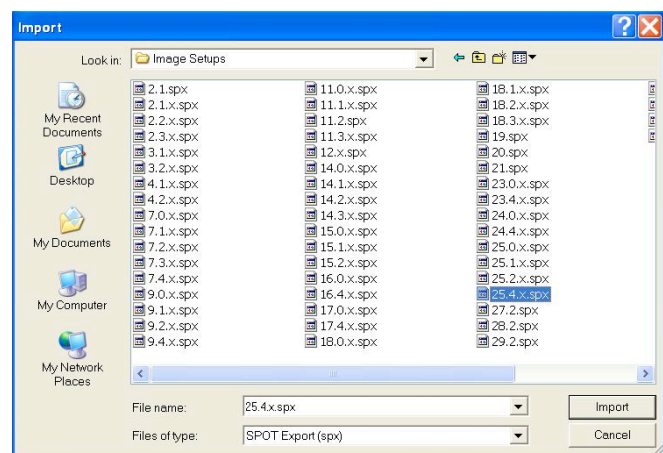 Import
Look in: Image Setups
My Recent Documents
Desktop
My Documents
My Computer
My Network Places
2.1.spx
2.1.x.spx
2.2.x.spx
2.3.x.spx
3.1.x.spx
3.2.x.spx
4.1.x.spx
4.2.x.spx
7.0.x.spx
7.1.x.spx
7.2.x.spx
7.3.x.spx
7.4.x.spx
9.0.x.spx
9.1.x.spx
9.2.x.spx
9.4.x.spx
11.0.x.spx
11.1.x.spx
11.2.spx
11.3.x.spx
12.x.spx
14.0.x.spx
14.1.x.spx
14.2.x.spx
14.3.x.spx
15.0.x.spx
15.1.x.spx
15.2.x.spx
16.0.x.spx
16.4.x.spx
17.0.x.spx
17.4.x.spx
18.0.x.spx
18.1.x.spx
18.2.x.spx
18.3.x.spx
19.spx
20.spx
21.spx
23.0.x.spx
23.4.x.spx
24.0.x.spx
24.4.x.spx
25.0.x.spx
25.1.x.spx
25.2.x.spx
25.4.x.spx
27.2.spx
28.2.spx
29.2.spx
File name: 25.4.x.spx Import
Files of type: SPOT Export (spx) Cancel